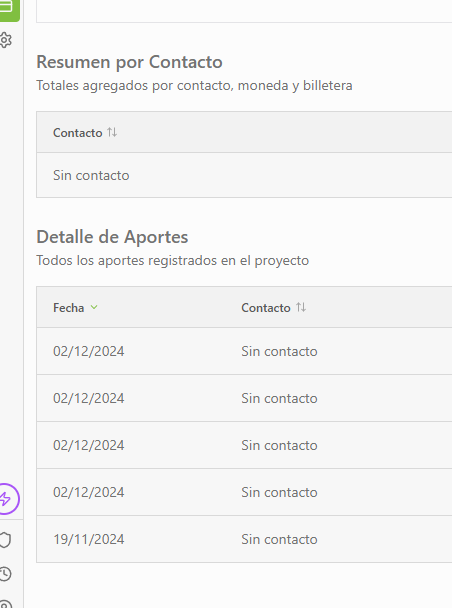 Resumen por Contacto
Totales agregados por contacto, moneda y billetera
Contacto
Sin contacto
Detalle de Aportes
Todos los aportes registrados en el proyecto
Fecha Contacto
02/12/2024 Sin contacto
02/12/2024 Sin contacto
02/12/2024 Sin contacto
02/12/2024 Sin contacto
19/11/2024 Sin contacto